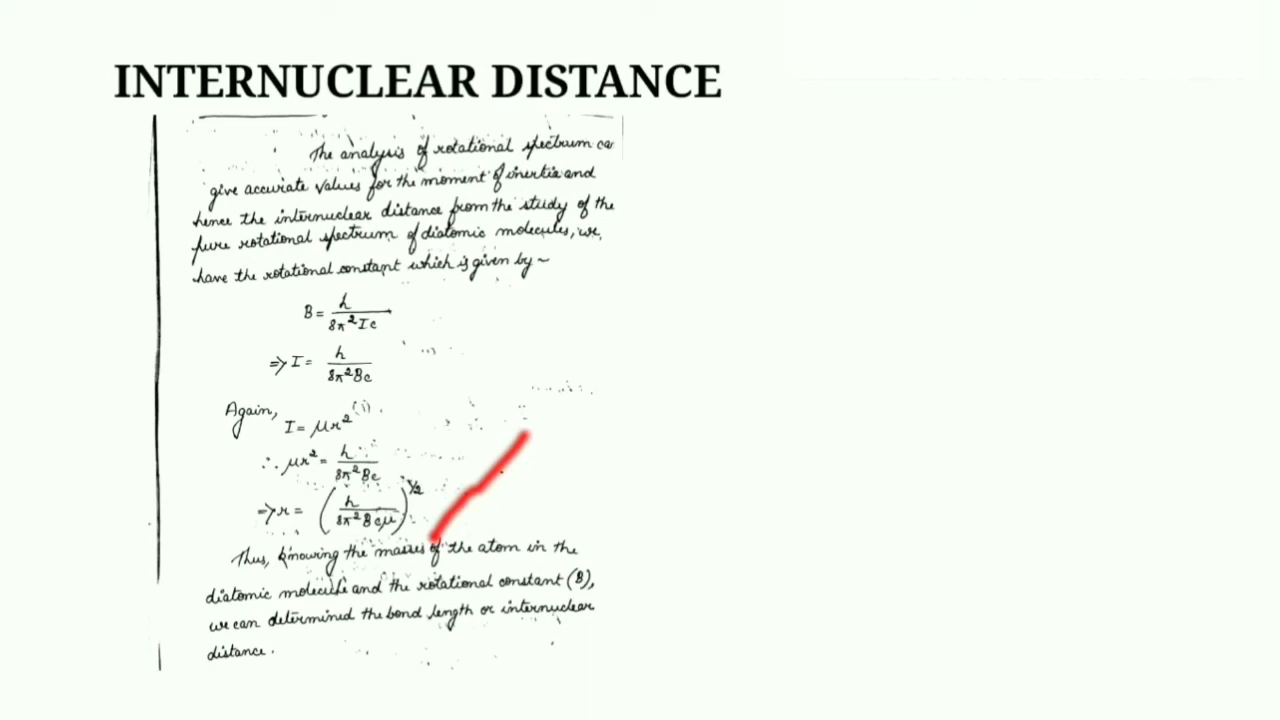 INTERNUCLEAR DISTANCE
The analysis of rotational spectrum ca
give accurate values for the moment of inertia and
hence the internuclear distance from the study of the
pure rotational spectrum of diatomic molecules, we,
have the rotational constant which is given by ~
B = h / 8π²Ic
⇒ I = h / 8π²Bc
Again, I = μr² (1).
∴ μr² = h / 8π²Bc
⇒ r = (h / 8π²Bcμ)^1/2
Thus, knowing the masses of the atom in the
diatomic molecule and the rotational constant (B),
we can determined the bond length or internuclear
distance.